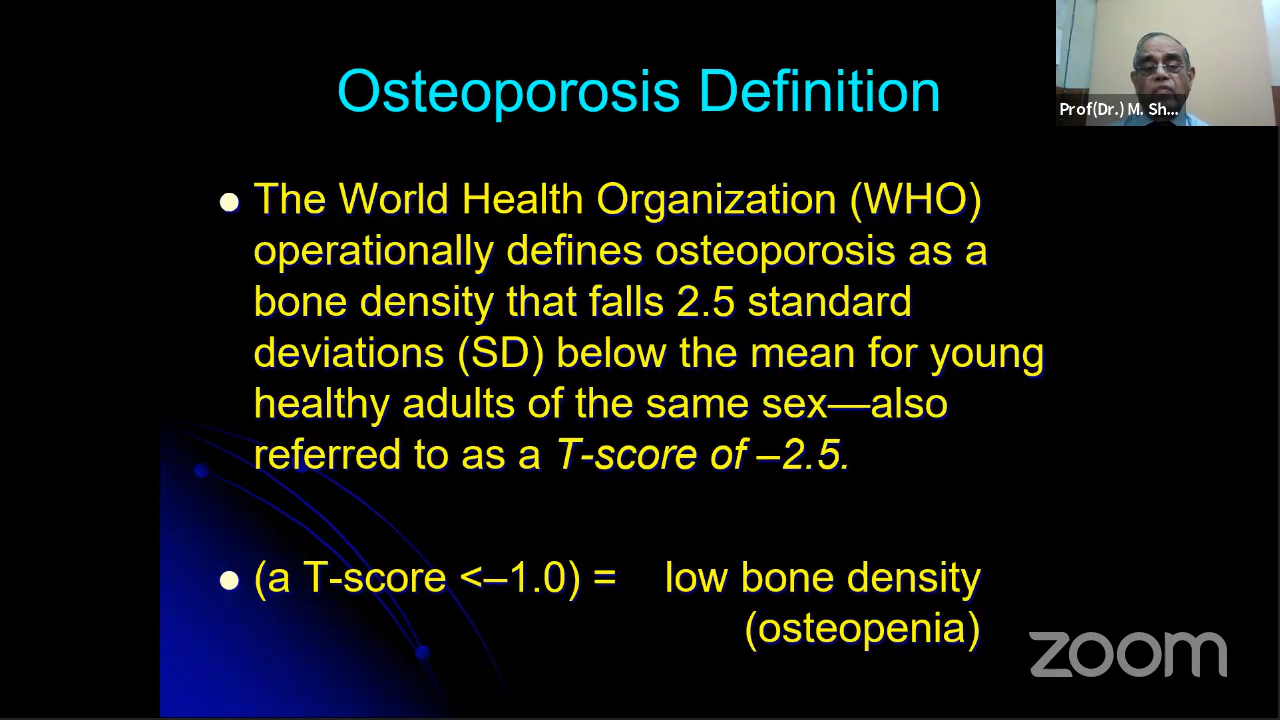 Osteoporosis Definition
Prof(Dr.) M. Sh...
The World Health Organization (WHO)
operationally defines osteoporosis as a
bone density that falls 2.5 standard
deviations (SD) below the mean for young
healthy adults of the same sex—also
referred to as a T-score of –2.5.
(a T-score <–1.0) = low bone density
(osteopenia)
zoom